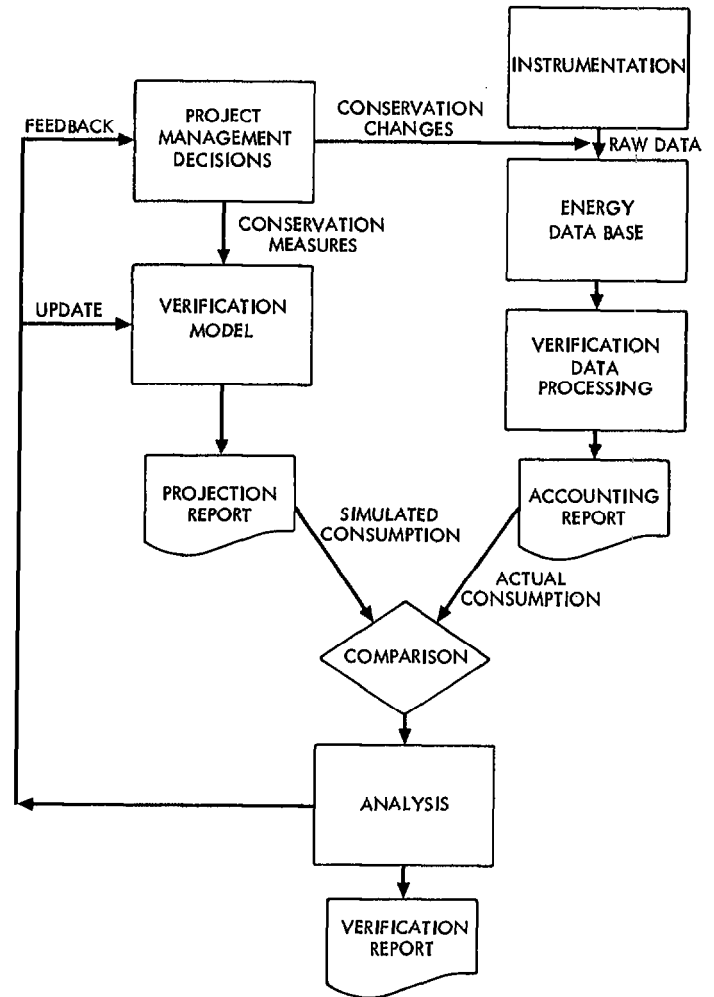 INSTRUMENTATION
FEEDBACK
PROJECT
MANAGEMENT
DECISIONS
CONSERVATION
CHANGES
RAW DATA
CONSERVATION
MEASURES
ENERGY
DATA BASE
UPDATE
VERIFICATION
MODEL
VERIFICATION
DATA
PROCESSING
PROJECTION
REPORT
SIMULATED
CONSUMPTION
ACCOUNTING
REPORT
ACTUAL
CONSUMPTION
COMPARISON
ANALYSIS
VERIFICATION
REPORT